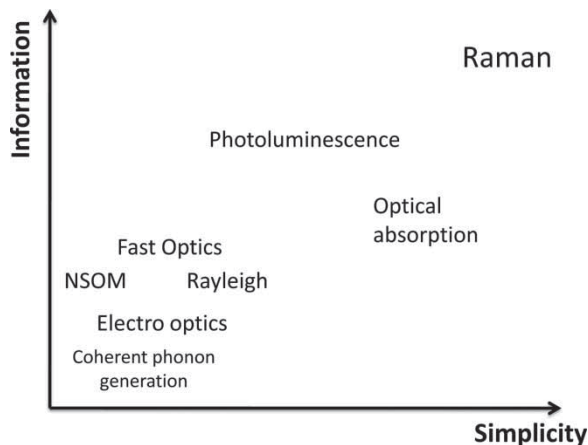 Information
Raman
Photoluminescence
Optical
absorption
Fast Optics
NSOM
Rayleigh
Electro optics
Coherent phonon
generation
Simplicity